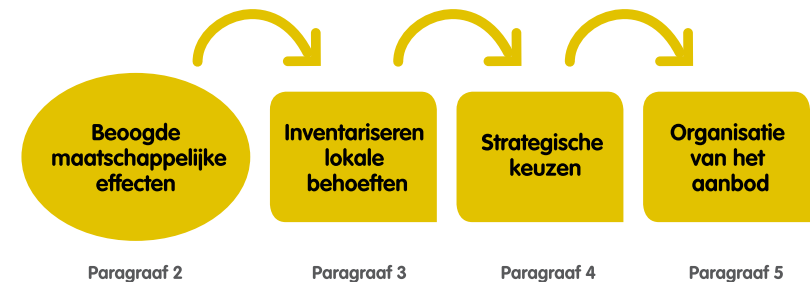 Beoogde
maatschappelijke
effecten
Inventariseren
lokale
behoeften
Strategische
keuzen
Organisatie
van het
aanbod
Paragraaf 2
Paragraaf 3
Paragraaf 4
Paragraaf 5